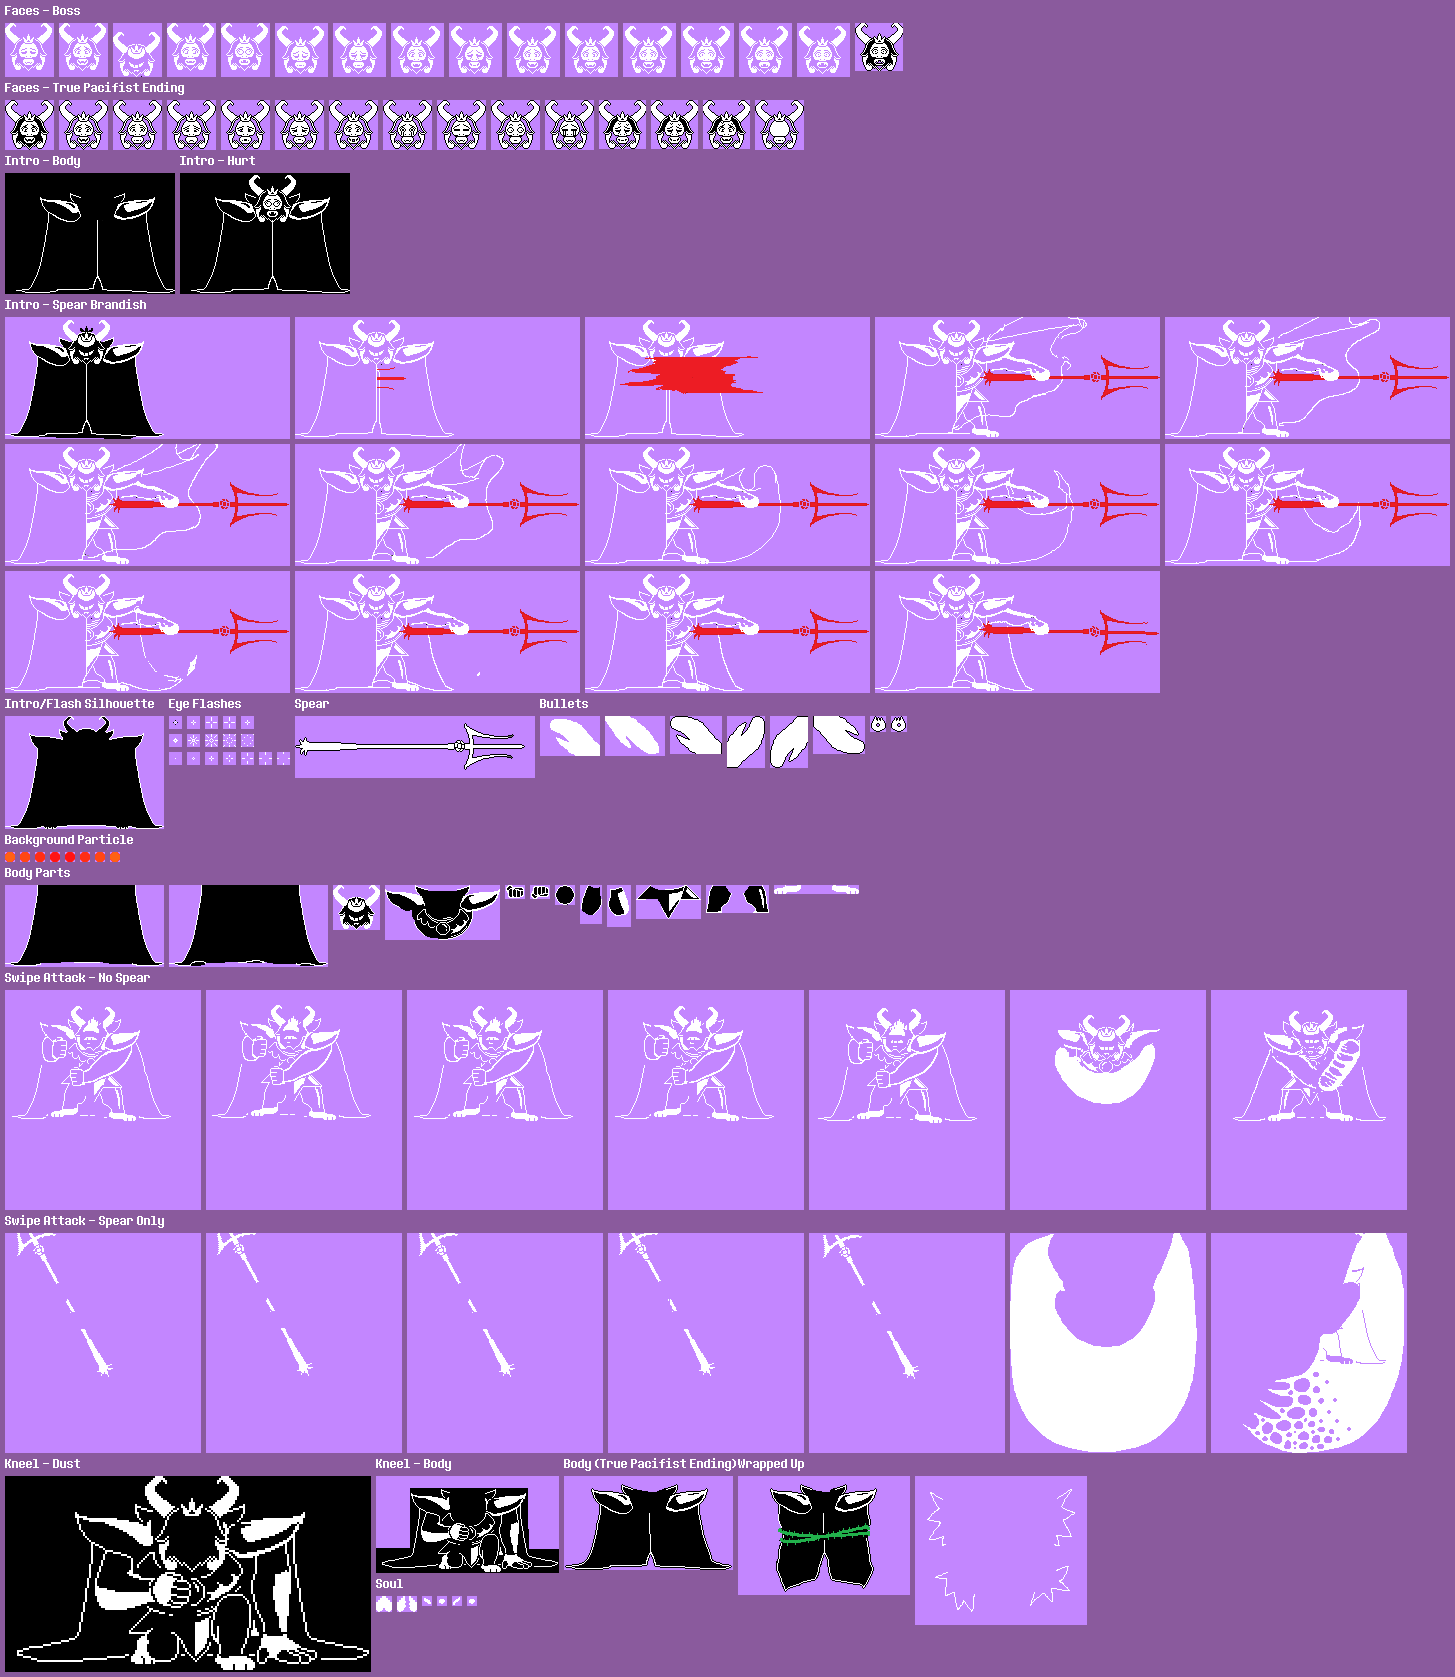 Faces - Boss
Faces - True Pacifist Ending
Intro - Body
Intro - Hurt
Intro - Spear Brandish
Intro/Flash Silhouette
Eye Flashes
Spear
Bullets
Background Particle
Body Parts
Swipe Attack - No Spear
Swipe Attack - Spear Only
Kneel - Dust
Kneel - Body
Body (True Pacifist Ending)
Wrapped Up
Soul